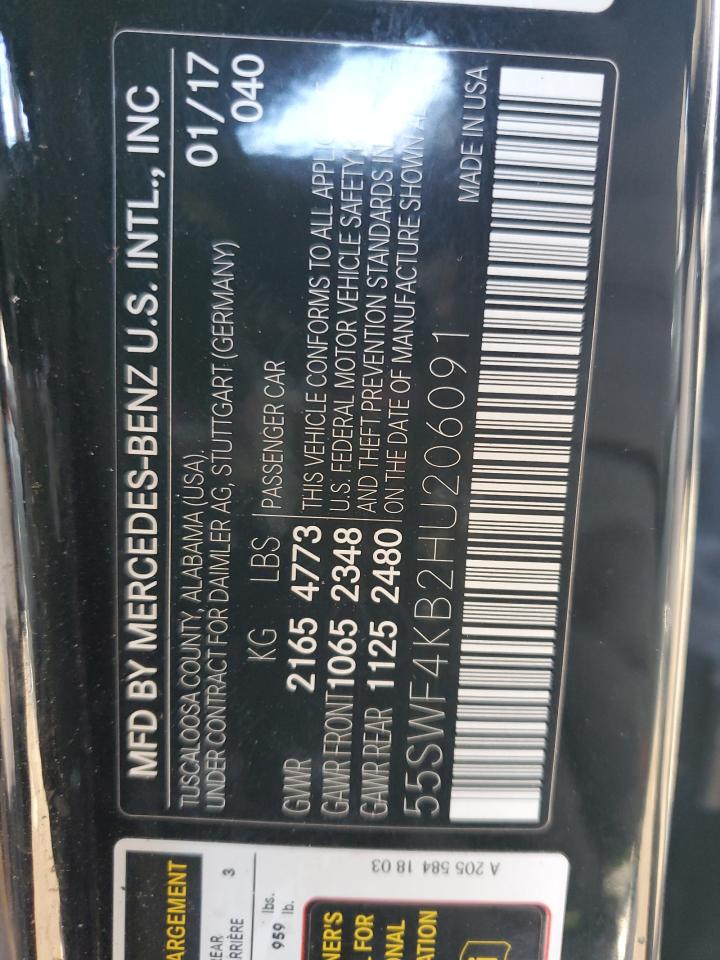 MFD BY MERCEDES-BENZ U.S. INTL., INC
TUSCALOOSA COUNTY, ALABAMA (USA) 01/17
UNDER CONTRACT FOR DAIMLER AG, STUTTGART (GERMANY) 040
KG LBS PASSENGER CAR
GVWR 2165 4773 THIS VEHICLE CONFORMS TO ALL
GAWR FRONT 1065 2348 U.S. FEDERAL MOTOR VEHICLE SAFETY
GAWR REAR 1125 2480 AND THEFT PREVENTION STANDARDS IN
ON THE DATE OF MANUFACTURE SHOWN
55SWF4KB2HU206091 MADE IN USA
ARGEMENT
REAR
RRIÈRE 3
959 lbs.
lb.
NER'S
L FOR
ONAL
ATION
i
A 205 584 18 03